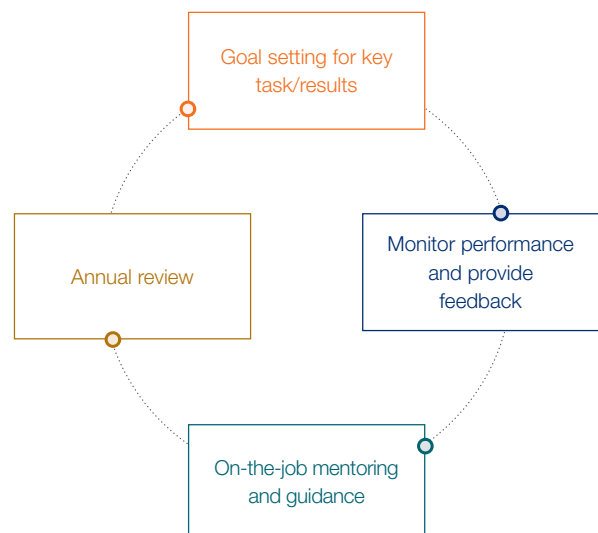 Goal setting for key
task/results
Monitor performance
and provide
feedback
On-the-job mentoring
and guidance
Annual review